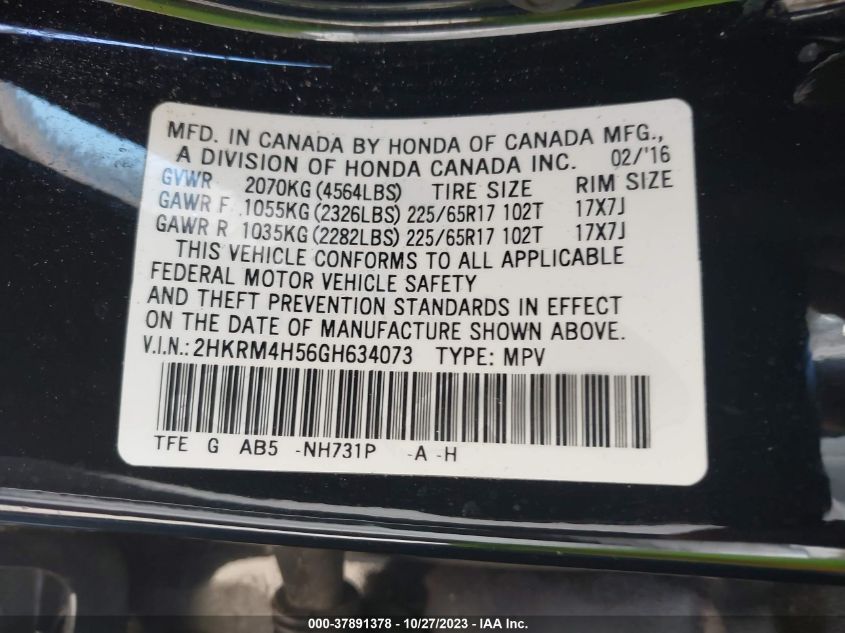 MFD. IN CANADA BY HONDA OF CANADA MFG.,
A DIVISION OF HONDA CANADA INC. 02/'16
GVWR 2070KG (4564LBS) TIRE SIZE RIM SIZE
GAWR F 1055KG (2326LBS) 225/65R17 102T 17X7J
GAWR R 1035KG (2282LBS) 225/65R17 102T 17X7J
THIS VEHICLE CONFORMS TO ALL APPLICABLE
FEDERAL MOTOR VEHICLE SAFETY
AND THEFT PREVENTION STANDARDS IN EFFECT
ON THE DATE OF MANUFACTURE SHOWN ABOVE.
V.I.N.: 2HKRM4H56GH634073 TYPE: MPV
TFE G AB5 -NH731P -A -H
000-37891378 | 10/27/2023 | IAA Inc.